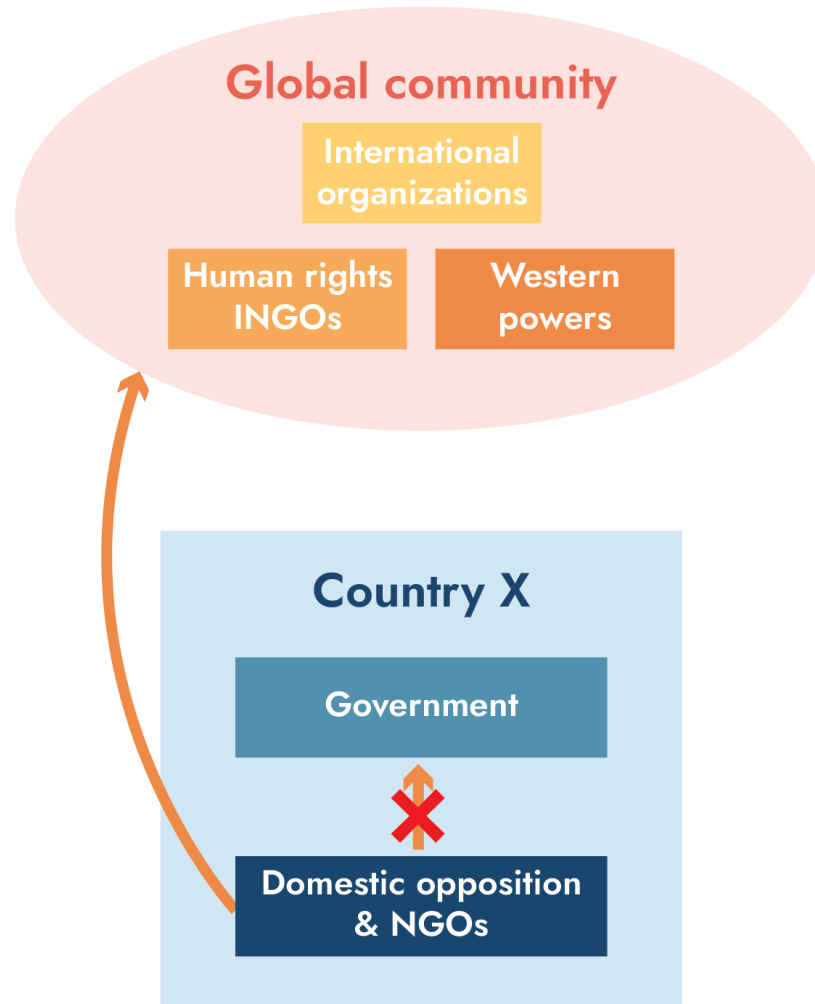 Global community
International
organizations
Human rights
INGOs
Western
powers
Country X
Government
Domestic opposition
& NGOs